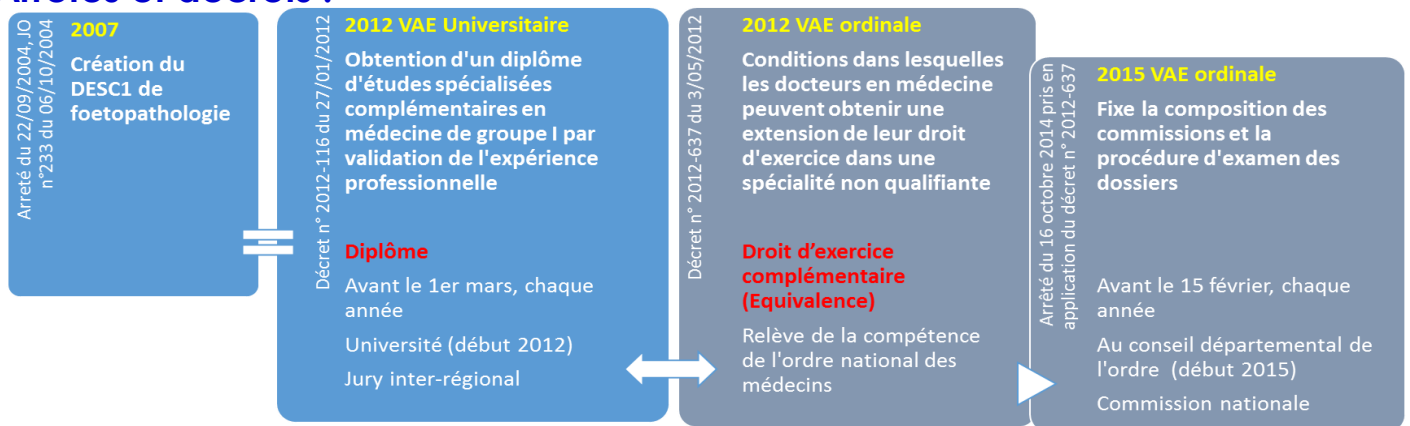 Arrêtés et décrets :
Arreté du 22/09/2004, JO
n°233 du 06/10/2004
2007
Création du
DESC1 de
foetopathologie
Décret n° 2012-116 du 27/01/2012
2012 VAE Universitaire
Obtention d'un diplôme
d'études spécialisées
complémentaires en
médecine de groupe I par
validation de l'expérience
professionnelle
Diplôme
Avant le 1er mars, chaque
année
Université (début 2012)
Jury inter-régional
Décret n° 2012-637 du 3/05/2012
2012 VAE ordinale
Conditions dans lesquelles
les docteurs en médecine
peuvent obtenir une
extension de leur droit
d'exercice dans une
spécialité non qualifiante
Droit d’exercice
complémentaire
(Equivalence)
Relève de la compétence
de l'ordre national des
médecins
Arrêté du 16 octobre 2014 pris en
application du décret n° 2012-637
2015 VAE ordinale
Fixe la composition des
commissions et la
procédure d'examen des
dossiers
Avant le 15 février, chaque
année
Au conseil départemental de
l'ordre  (début 2015)
Commission nationale